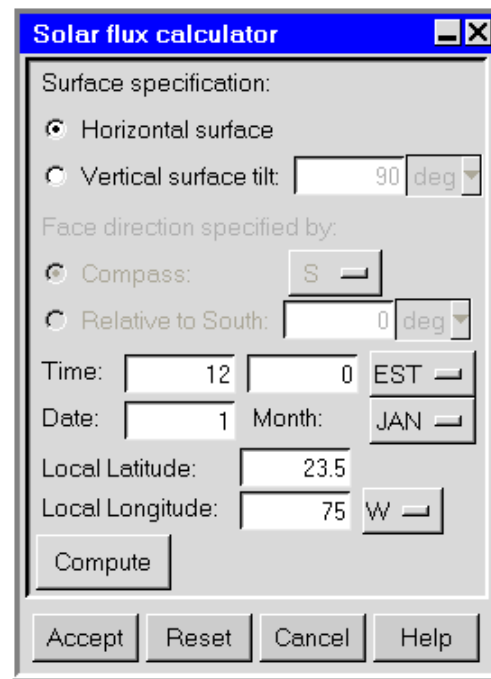 Solar flux calculator
Surface specification:
Horizontal surface
Vertical surface tilt: 90 deg
Face direction specified by:
Compass: S
Relative to South: 0 deg
Time: 12 0 EST
Date: 1 Month: JAN
Local Latitude: 23.5
Local Longitude: 75 W
Compute
Accept Reset Cancel Help